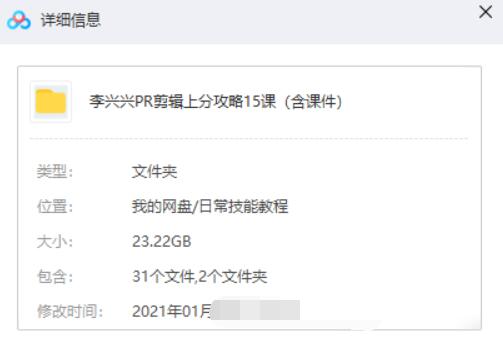 详细信息
李兴兴PR剪辑上分攻略15课（含课件）
类型： 文件夹
位置： 我的网盘/日常技能教程
大小： 23.22GB
包含： 31个文件,2个文件夹
修改时间： 2021年01月